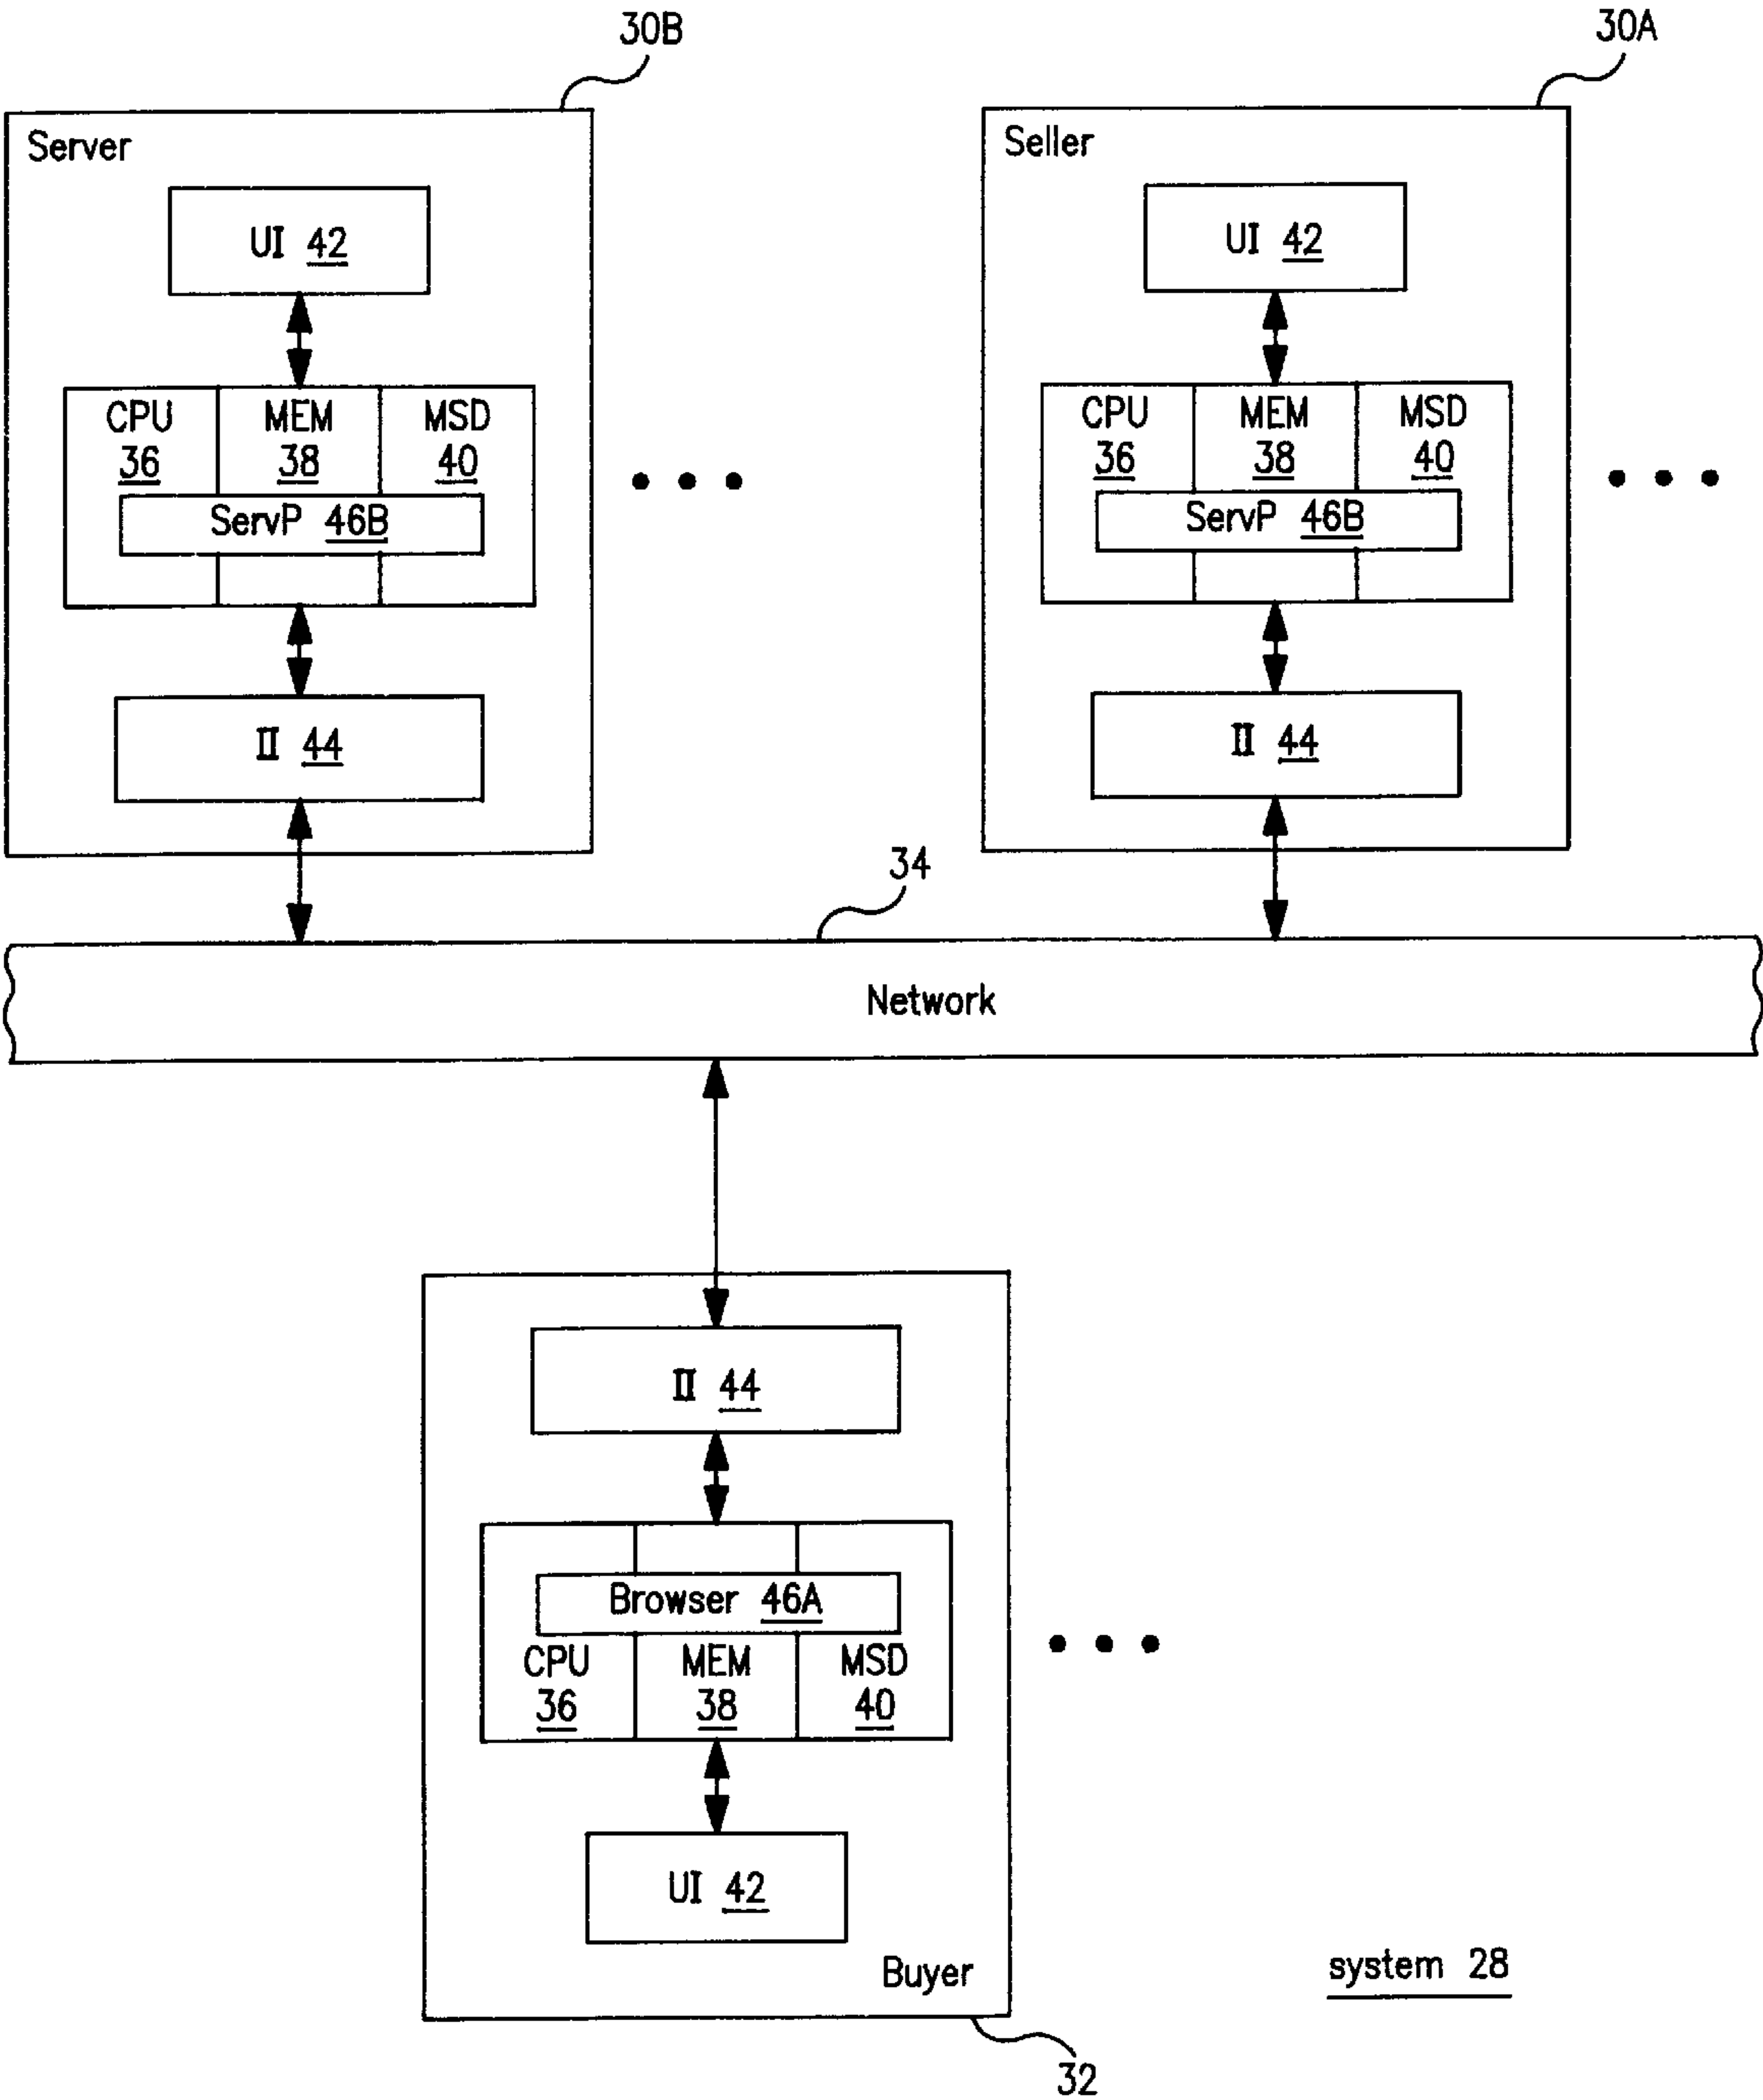 30B
30A
Server
Seller
UI 42
UI 42
CPU MEM MSD
36 38 40
ServP 46B
CPU MEM MSD
36 38 40
ServP 46B
II 44
II 44
34
Network
II 44
Browser 46A
CPU MEM MSD
36 38 40
UI 42
Buyer
system 28
32